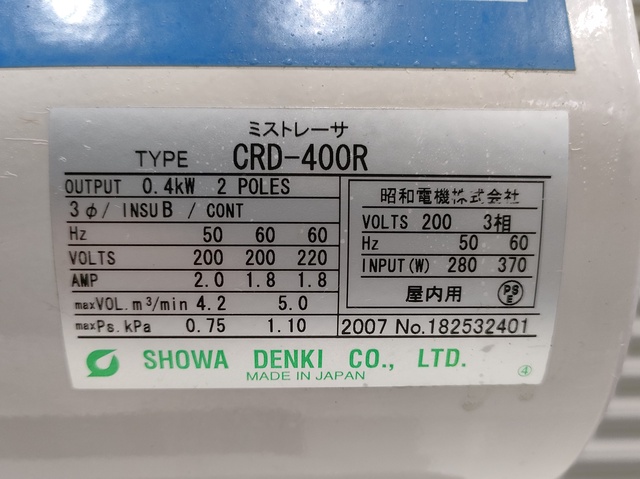 ミストレーサ
TYPE CRD-400R
OUTPUT 0.4kW 2 POLES
3φ/ INSU B / CONT
Hz 50 60 60
VOLTS 200 200 220
AMP 2.0 1.8 1.8
maxVOL. m³/min 4.2 5.0
maxPs. kPa 0.75 1.10
昭和電機株式会社
VOLTS 200 3相
Hz 50 60
INPUT(W) 280 370
屋内用 PSE
2007 No.182532401
SHOWA DENKI CO., LTD.
MADE IN JAPAN
④